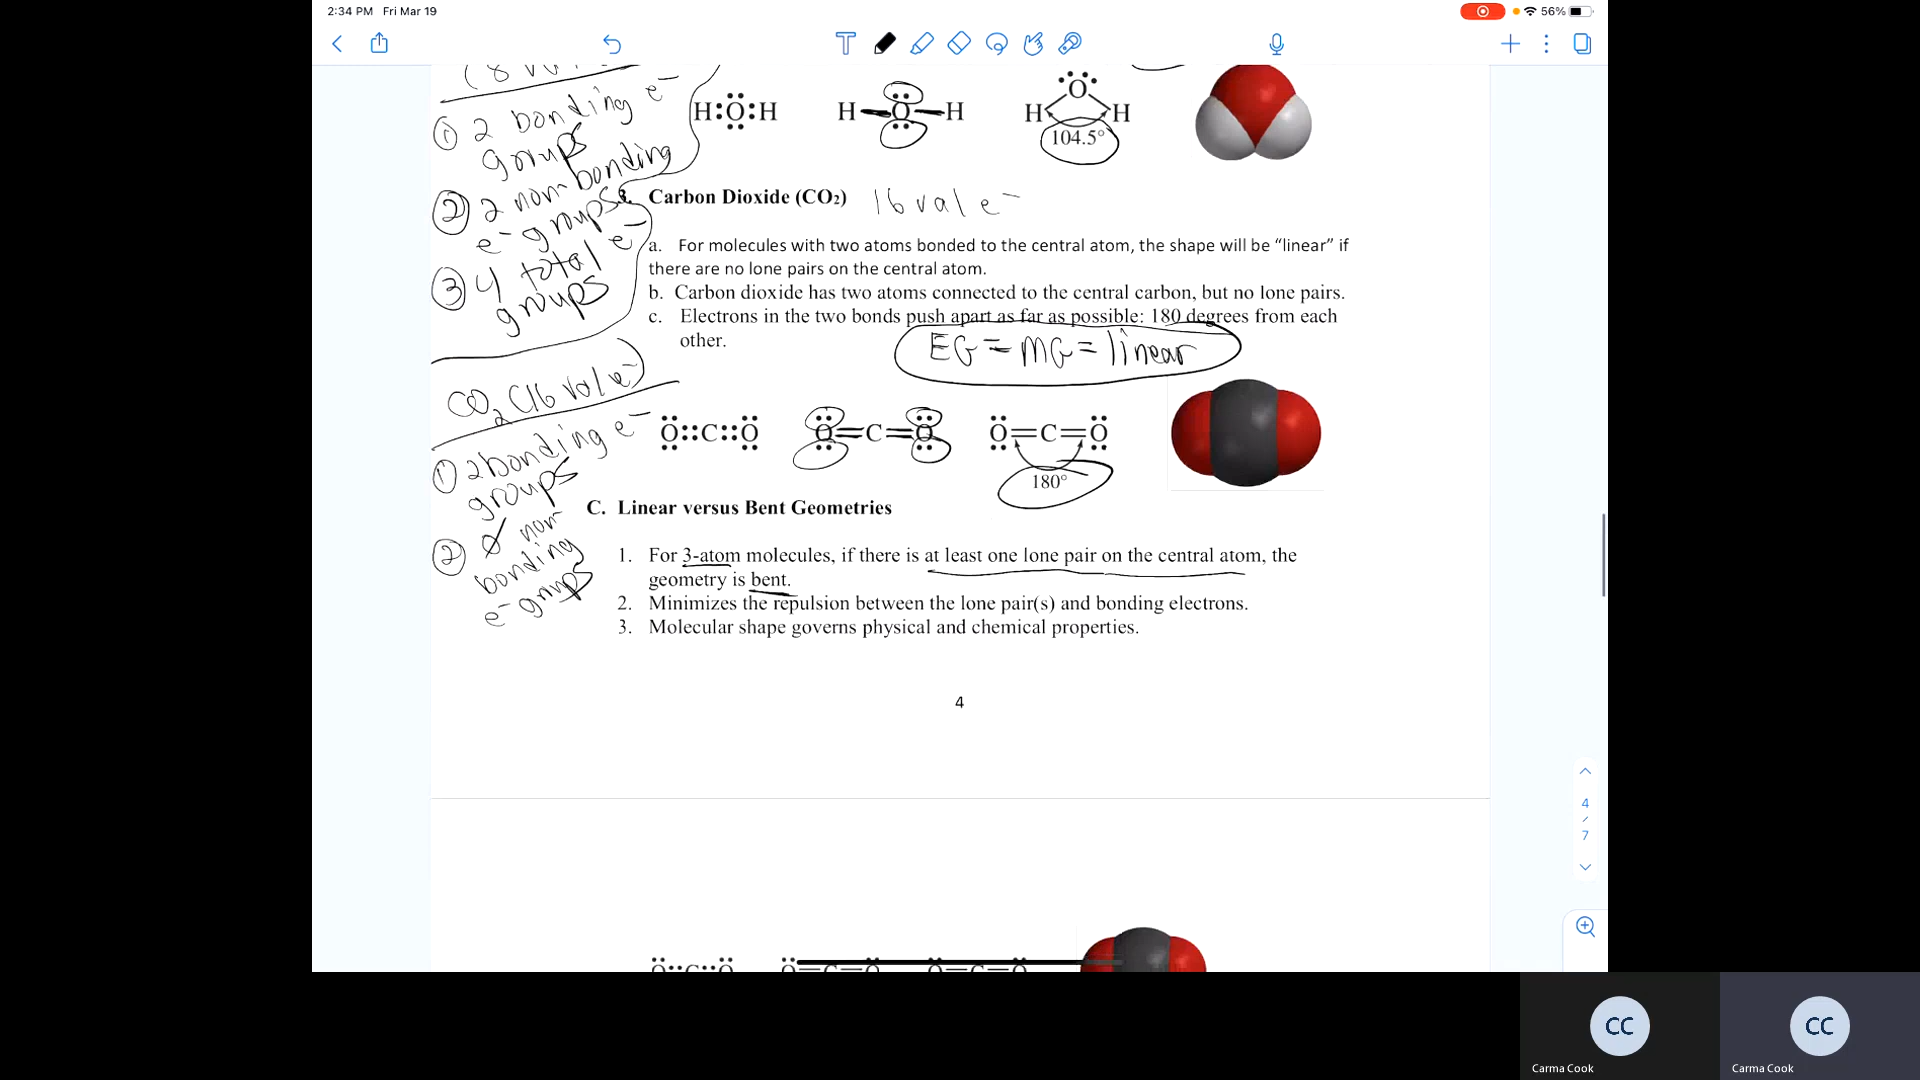 2:34 PM Fri Mar 19
56%
① 2 bonding e⁻
groups
② 2 non-bonding
e⁻ groups
③ 4 total e⁻
groups
H:Ö:H
H—O—H
O
H H
104.5°
3. Carbon Dioxide (CO₂) 16 val e⁻
a. For molecules with two atoms bonded to the central atom, the shape will be “linear” if
there are no lone pairs on the central atom.
b. Carbon dioxide has two atoms connected to the central carbon, but no lone pairs.
c. Electrons in the two bonds push apart as far as possible: 180 degrees from each
other.
EG = MG = linear
CO₂ (16 val e⁻)
① 2 bonding e⁻
groups
② 0 non
bonding
e⁻ groups
O::C::O
O=C=O
O=C=O
180°
C. Linear versus Bent Geometries
1. For 3-atom molecules, if there is at least one lone pair on the central atom, the
geometry is bent.
2. Minimizes the repulsion between the lone pair(s) and bonding electrons.
3. Molecular shape governs physical and chemical properties.
4
4
/
7
O::C::O O=C=O O=C=O
CC
Carma Cook
CC
Carma Cook